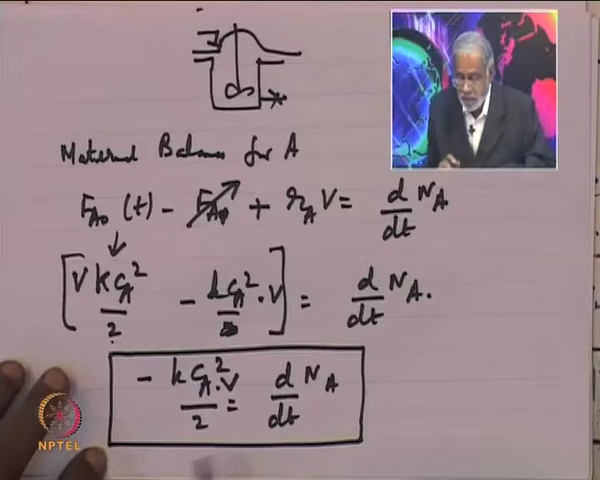 Material Balance for A
F_A0 (t) - F_A0 + r_A V = d/dt N_A.
[V k C_A^2 / 2 - k C_A^2 . V] = d/dt N_A.
- k C_A^2 . V / 2 = d/dt N_A
NPTEL